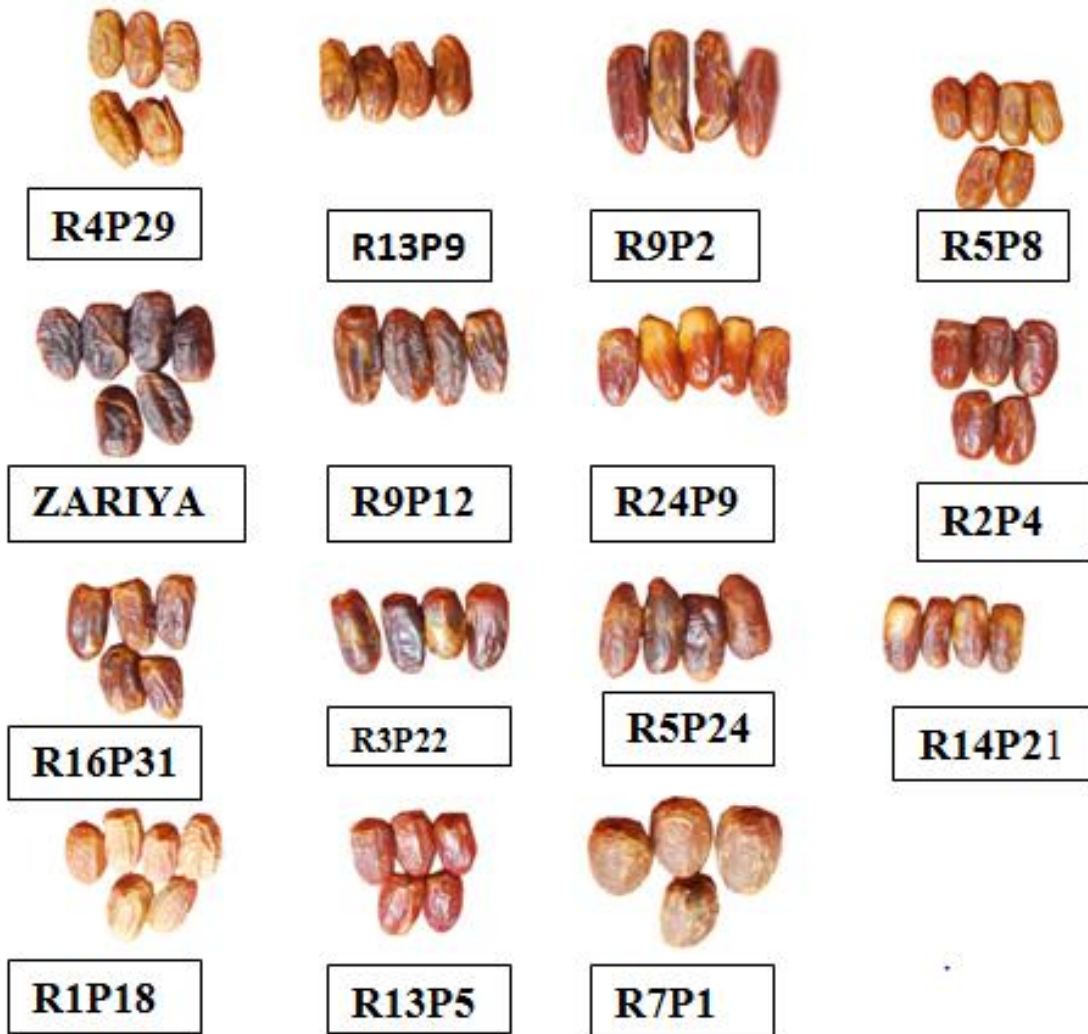 R4P29
R13P9
R9P2
R5P8
ZARIYA
R9P12
R24P9
R2P4
R16P31
R3P22
R5P24
R14P21
R1P18
R13P5
R7P1